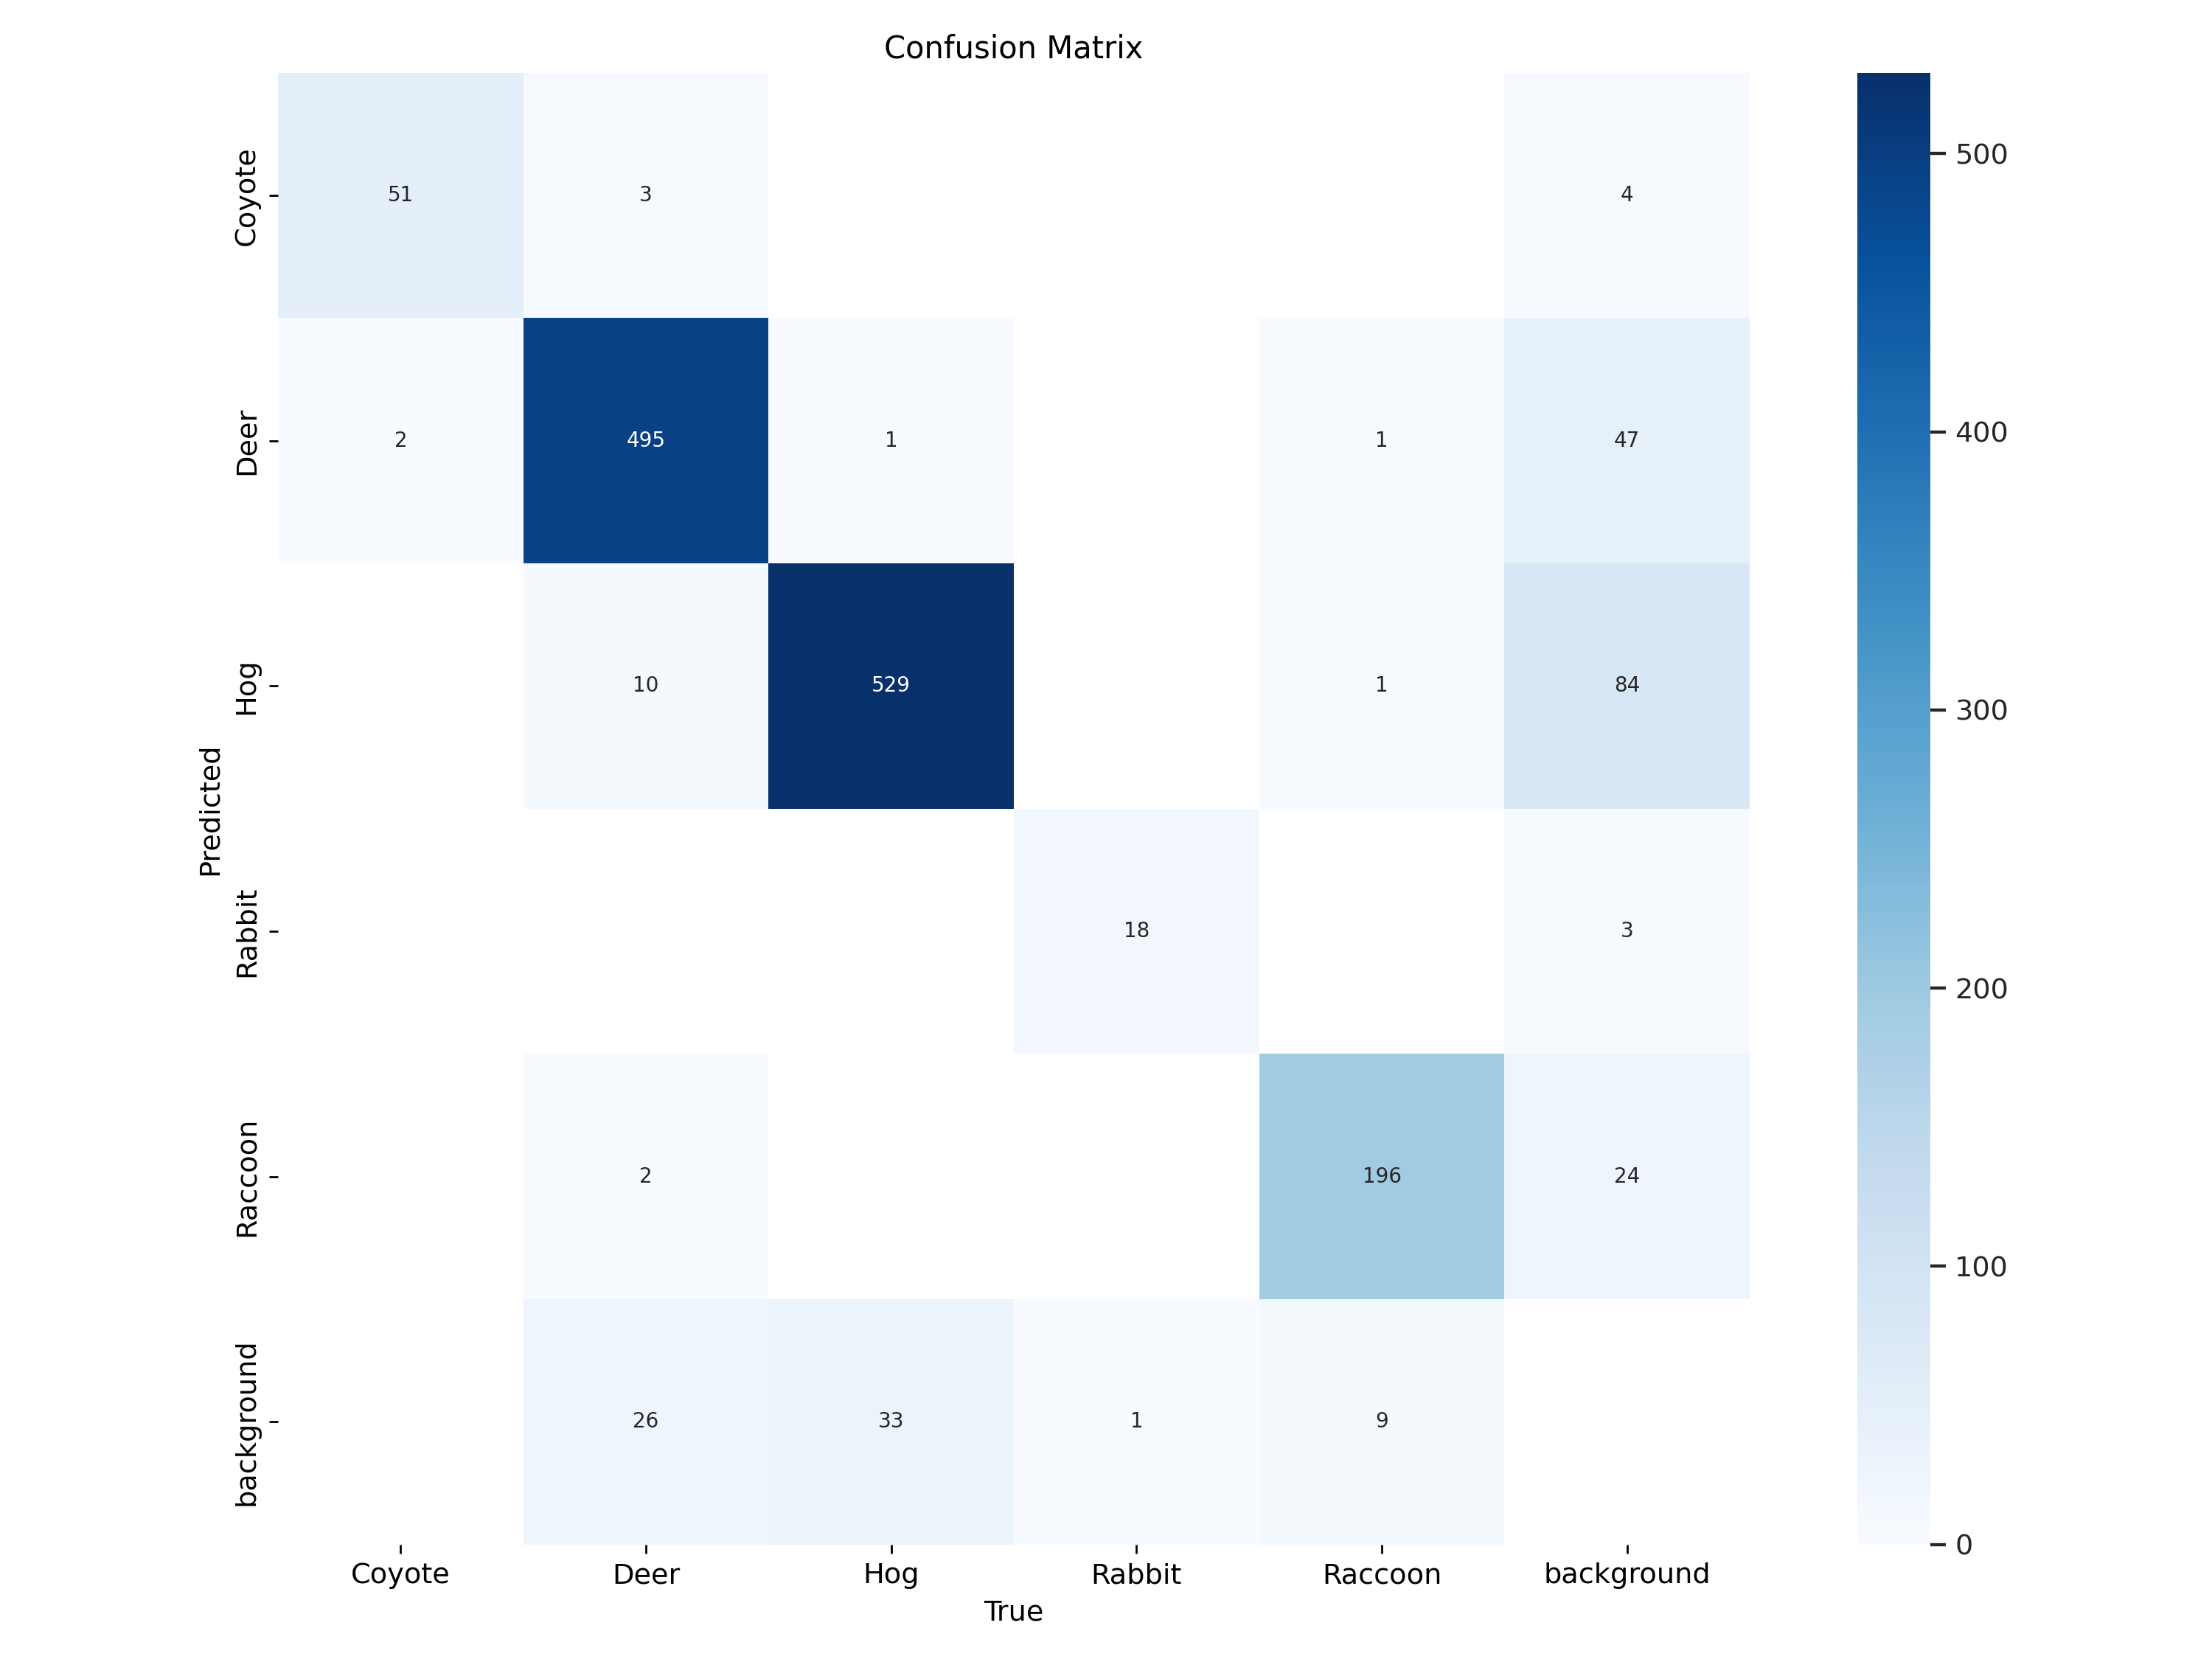 Confusion Matrix
Coyote
51 3 4
Deer
2 495 1 1 47
Hog
10 529 1 84
Rabbit
18 3
Raccoon
2 196 24
background
26 33 1 9
Predicted
Coyote Deer Hog Rabbit Raccoon background
True
500
400
300
200
100
0